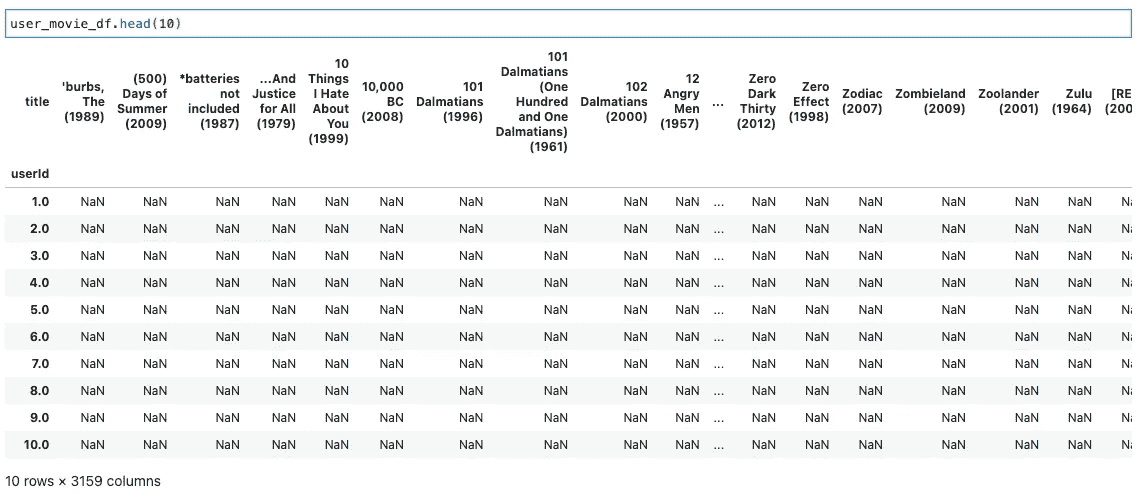 user_movie_df.head(10)
title
'burbs,
The
(1989)
(500)
Days of
Summer
(2009)
*batteries
not
included
(1987)
...And
Justice
for All
(1979)
10
Things
I Hate
About
You
(1999)
10,000
BC
(2008)
101
Dalmatians
(1996)
101
Dalmatians
(One
Hundred
and One
Dalmatians)
(1961)
102
Dalmatians
(2000)
12
Angry
Men
(1957)
...
Zero
Dark
Thirty
(2012)
Zero
Effect
(1998)
Zodiac
(2007)
Zombieland
(2009)
Zoolander
(2001)
Zulu
(1964)
[RE
(200
userId
1.0 NaN NaN NaN NaN NaN NaN NaN NaN NaN NaN ... NaN NaN NaN NaN NaN NaN Na
2.0 NaN NaN NaN NaN NaN NaN NaN NaN NaN NaN ... NaN NaN NaN NaN NaN NaN Na
3.0 NaN NaN NaN NaN NaN NaN NaN NaN NaN NaN ... NaN NaN NaN NaN NaN NaN Na
4.0 NaN NaN NaN NaN NaN NaN NaN NaN NaN NaN ... NaN NaN NaN NaN NaN NaN Na
5.0 NaN NaN NaN NaN NaN NaN NaN NaN NaN NaN ... NaN NaN NaN NaN NaN NaN Na
6.0 NaN NaN NaN NaN NaN NaN NaN NaN NaN NaN ... NaN NaN NaN NaN NaN NaN Na
7.0 NaN NaN NaN NaN NaN NaN NaN NaN NaN NaN ... NaN NaN NaN NaN NaN NaN Na
8.0 NaN NaN NaN NaN NaN NaN NaN NaN NaN NaN ... NaN NaN NaN NaN NaN NaN Na
9.0 NaN NaN NaN NaN NaN NaN NaN NaN NaN NaN ... NaN NaN NaN NaN NaN NaN Na
10.0 NaN NaN NaN NaN NaN NaN NaN NaN NaN NaN ... NaN NaN NaN NaN NaN NaN Na
10 rows × 3159 columns